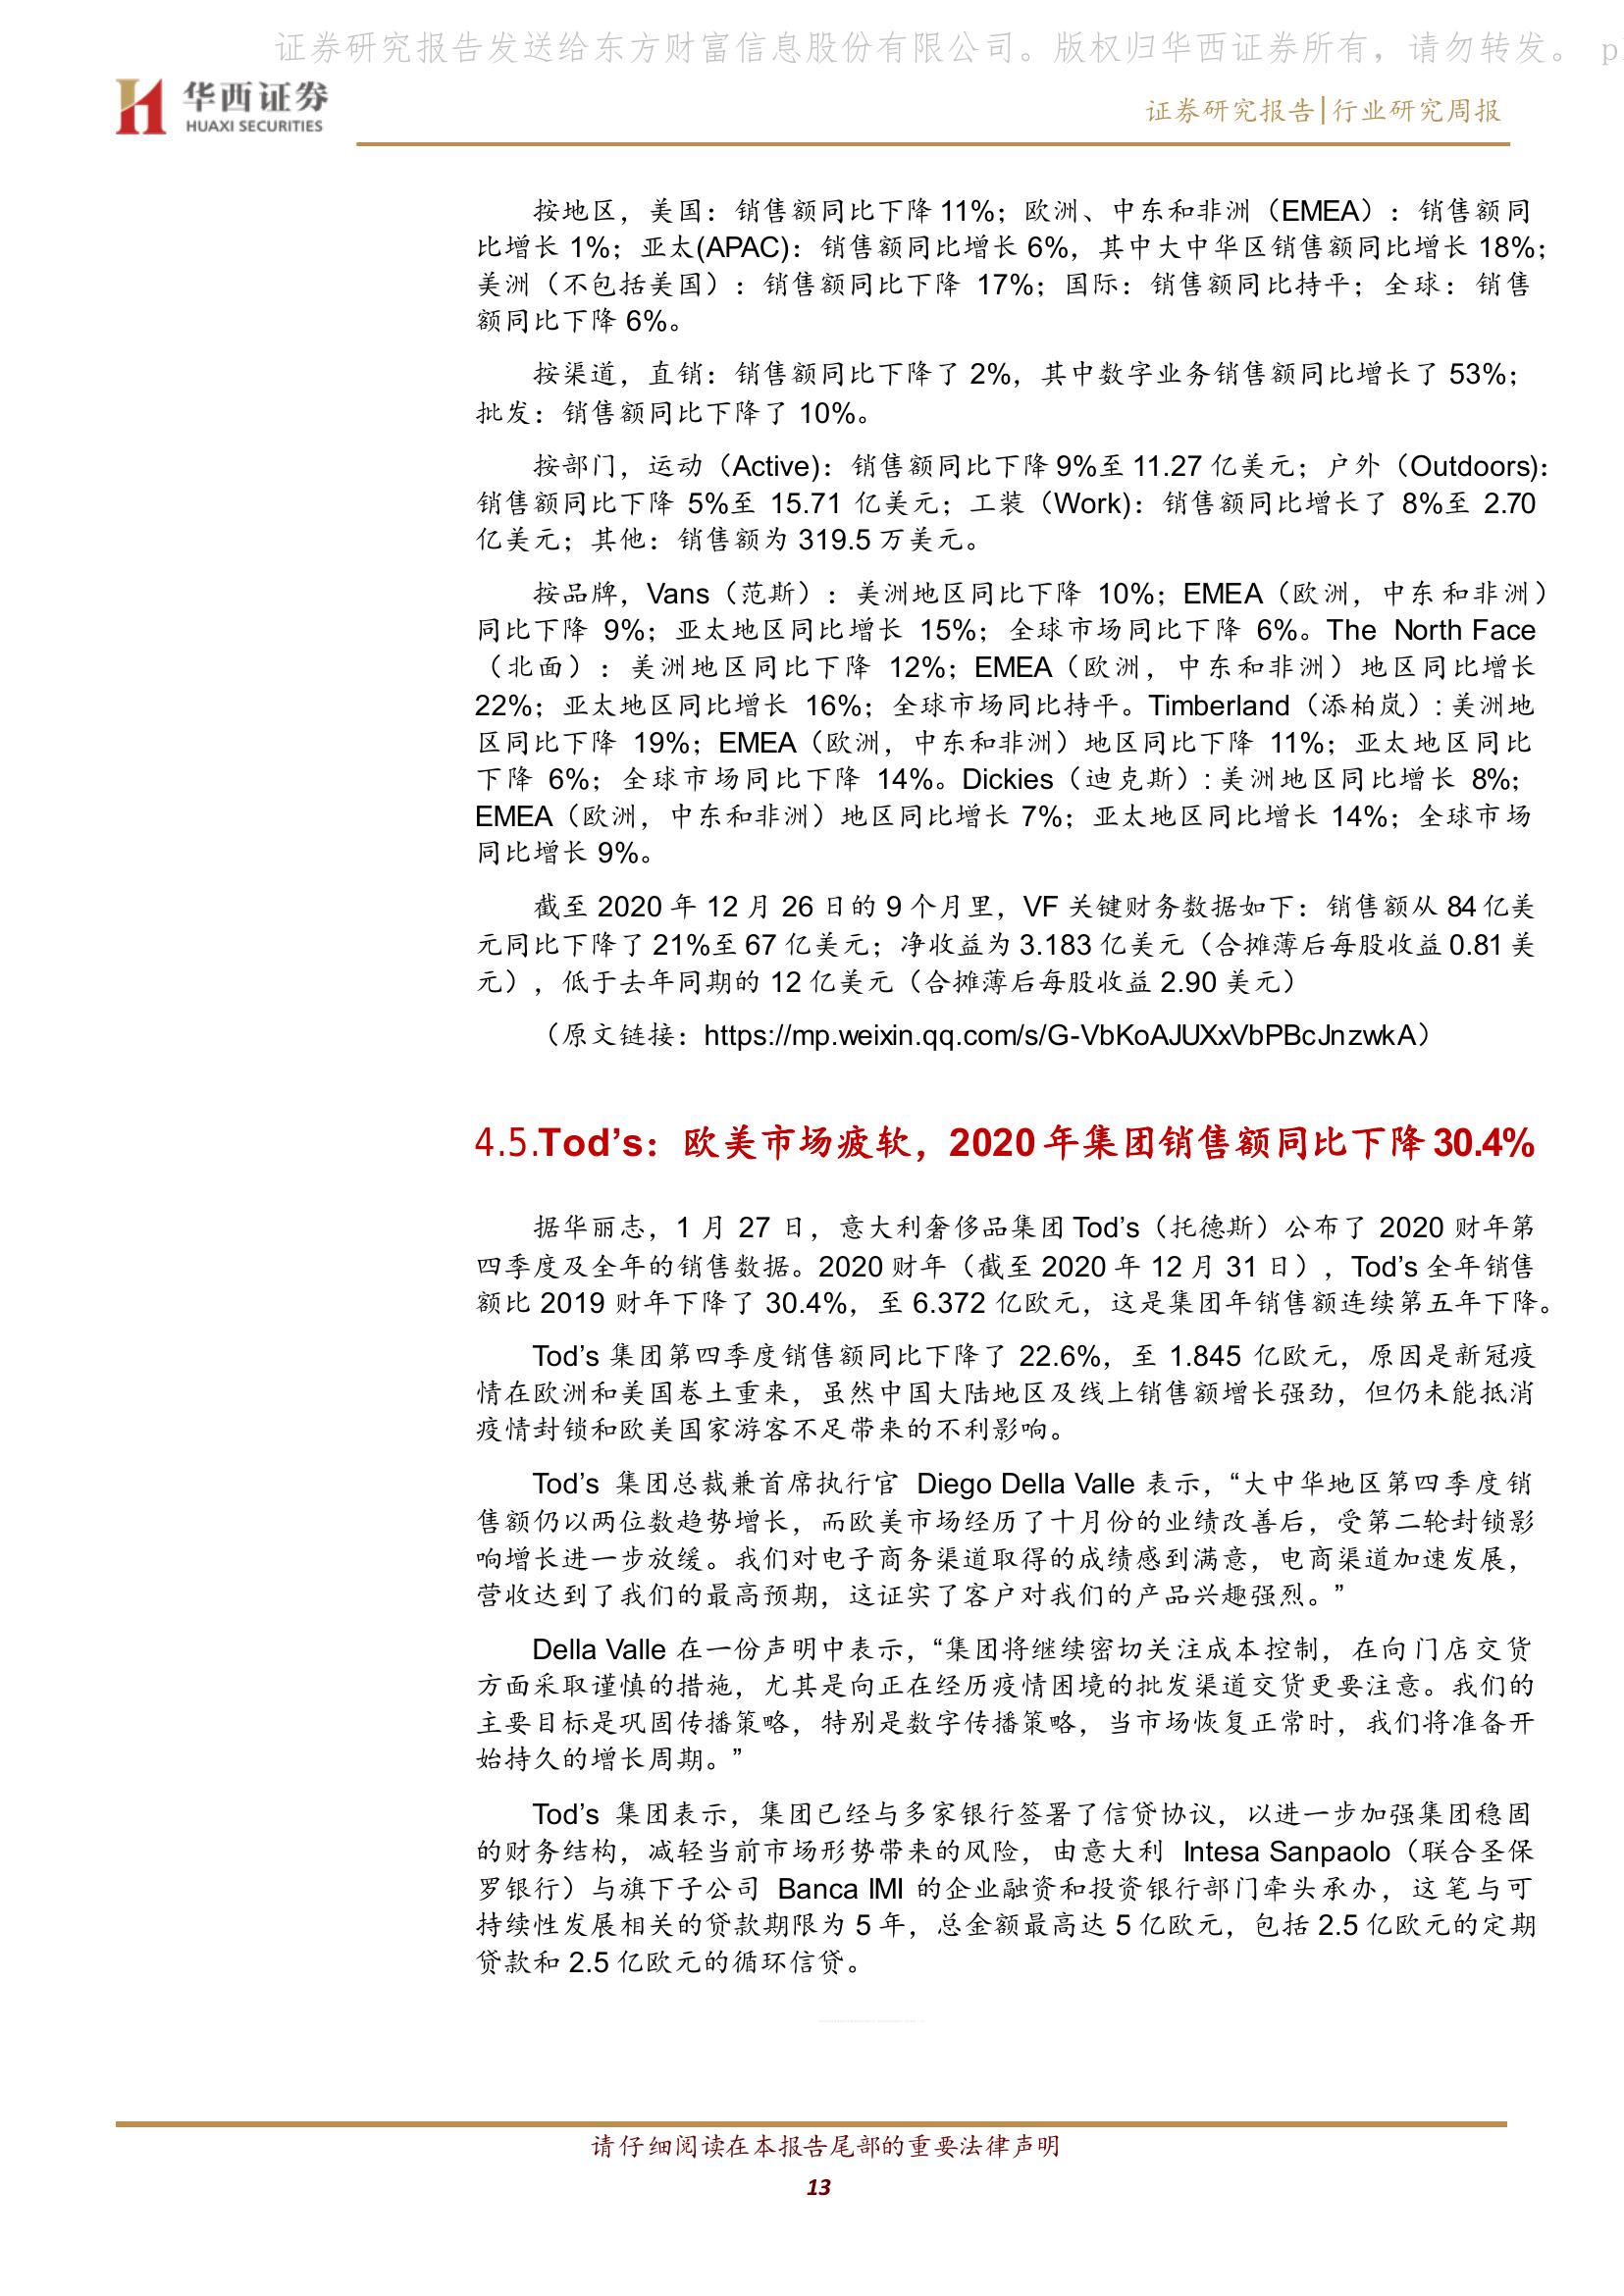 证券研究报告发送给东方财富信息股份有限公司。版权归华西证券所有，请勿转发。 p
华西证券
HUAXI SECURITIES
证券研究报告|行业研究周报
按地区，美国：销售额同比下降 11%；欧洲、中东和非洲（EMEA）：销售额同
比增长 1%；亚太(APAC)：销售额同比增长 6%，其中大中华区销售额同比增长 18%；
美洲（不包括美国）：销售额同比下降 17%；国际：销售额同比持平；全球：销售
额同比下降 6%。
按渠道，直销：销售额同比下降了 2%，其中数字业务销售额同比增长了 53%；
批发：销售额同比下降了 10%。
按部门，运动（Active)：销售额同比下降 9%至 11.27 亿美元；户外（Outdoors)：
销售额同比下降 5%至 15.71 亿美元；工装（Work)：销售额同比增长了 8%至 2.70
亿美元；其他：销售额为 319.5 万美元。
按品牌，Vans（范斯）：美洲地区同比下降 10%；EMEA（欧洲，中东和非洲）
同比下降 9%；亚太地区同比增长 15%；全球市场同比下降 6%。The North Face
（北面）：美洲地区同比下降 12%；EMEA（欧洲，中东和非洲）地区同比增长
22%；亚太地区同比增长 16%；全球市场同比持平。Timberland（添柏岚）: 美洲地
区同比下降 19%；EMEA（欧洲，中东和非洲）地区同比下降 11%；亚太地区同比
下降 6%；全球市场同比下降 14%。Dickies（迪克斯）: 美洲地区同比增长 8%；
EMEA（欧洲，中东和非洲）地区同比增长 7%；亚太地区同比增长 14%；全球市场
同比增长 9%。
截至 2020 年 12 月 26 日的 9 个月里，VF 关键财务数据如下：销售额从 84 亿美
元同比下降了 21%至 67 亿美元；净收益为 3.183 亿美元（合摊薄后每股收益 0.81 美
元），低于去年同期的 12 亿美元（合摊薄后每股收益 2.90 美元）
（原文链接：https://mp.weixin.qq.com/s/G-VbKoAJUXxVbPBcJnzwkA）
4.5.Tod’s：欧美市场疲软，2020 年集团销售额同比下降 30.4%
据华丽志，1 月 27 日，意大利奢侈品集团 Tod’s（托德斯）公布了 2020 财年第
四季度及全年的销售数据。2020 财年（截至 2020 年 12 月 31 日），Tod’s 全年销售
额比 2019 财年下降了 30.4%，至 6.372 亿欧元，这是集团年销售额连续第五年下降。
Tod’s 集团第四季度销售额同比下降了 22.6%，至 1.845 亿欧元，原因是新冠疫
情在欧洲和美国卷土重来，虽然中国大陆地区及线上销售额增长强劲，但仍未能抵消
疫情封锁和欧美国家游客不足带来的不利影响。
Tod’s 集团总裁兼首席执行官 Diego Della Valle 表示，“大中华地区第四季度销
售额仍以两位数趋势增长，而欧美市场经历了十月份的业绩改善后，受第二轮封锁影
响增长进一步放缓。我们对电子商务渠道取得的成绩感到满意，电商渠道加速发展，
营收达到了我们的最高预期，这证实了客户对我们的产品兴趣强烈。”
Della Valle 在一份声明中表示，“集团将继续密切关注成本控制，在向门店交货
方面采取谨慎的措施，尤其是向正在经历疫情困境的批发渠道交货更要注意。我们的
主要目标是巩固传播策略，特别是数字传播策略，当市场恢复正常时，我们将准备开
始持久的增长周期。”
Tod’s 集团表示，集团已经与多家银行签署了信贷协议，以进一步加强集团稳固
的财务结构，减轻当前市场形势带来的风险，由意大利 Intesa Sanpaolo（联合圣保
罗银行）与旗下子公司 Banca IMI 的企业融资和投资银行部门牵头承办，这笔与可
持续性发展相关的贷款期限为 5 年，总金额最高达 5 亿欧元，包括 2.5 亿欧元的定期
贷款和 2.5 亿欧元的循环信贷。
请仔细阅读在本报告尾部的重要法律声明
13